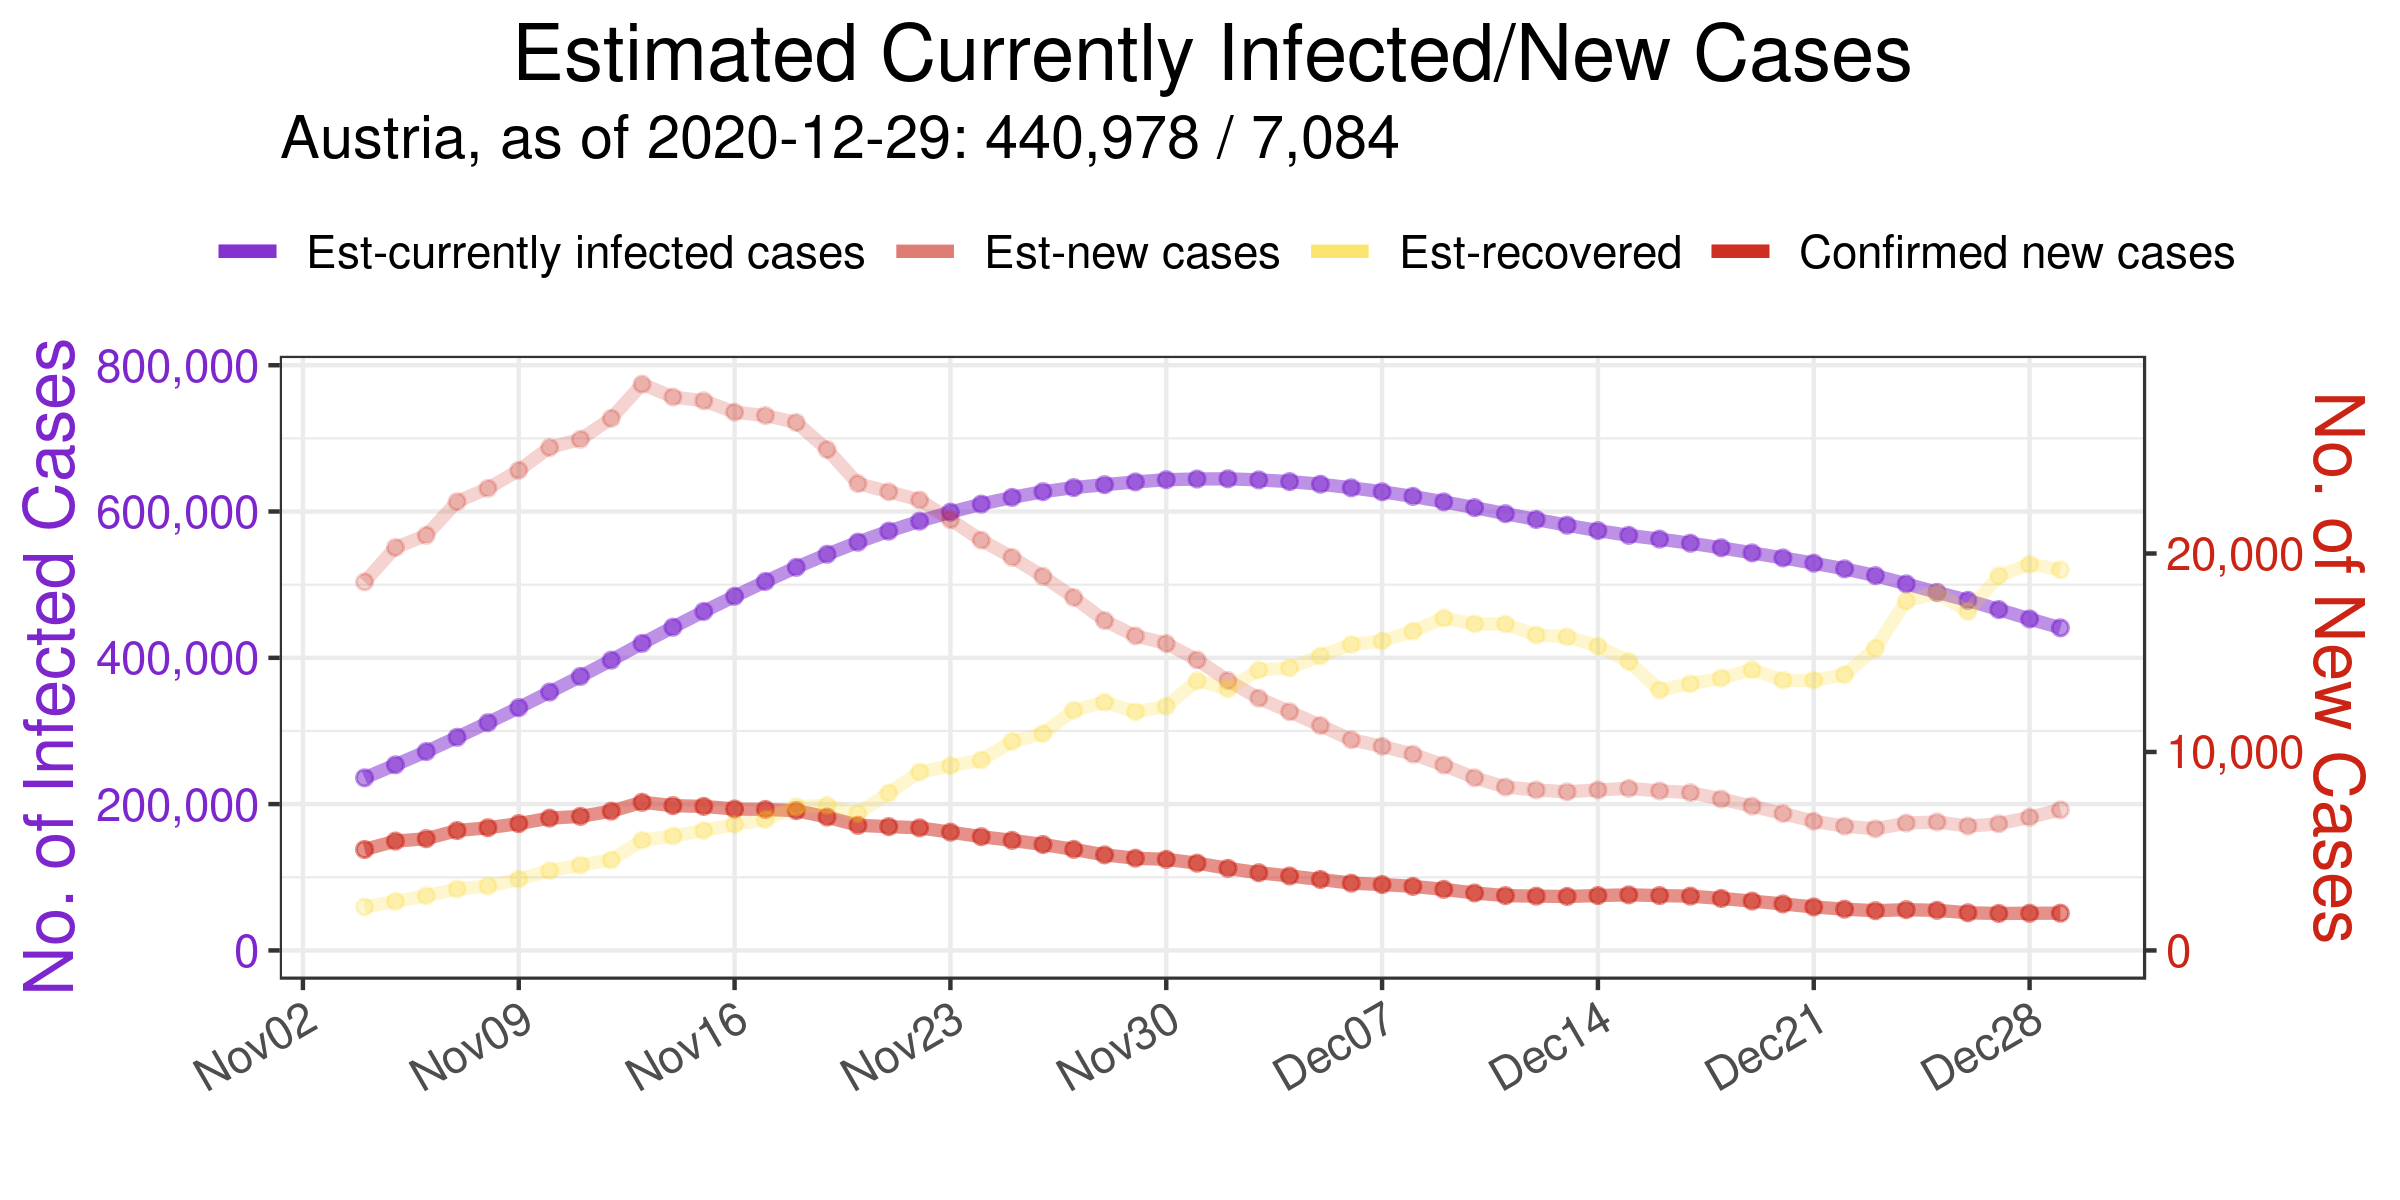 Estimated Currently Infected/New Cases
Austria, as of 2020-12-29: 440,978 / 7,084
Est-currently infected cases Est-new cases Est-recovered Confirmed new cases
No. of Infected Cases
800,000
600,000
400,000
200,000
0
No. of New Cases
20,000
10,000
0
Nov02 Nov09 Nov16 Nov23 Nov30 Dec07 Dec14 Dec21 Dec28